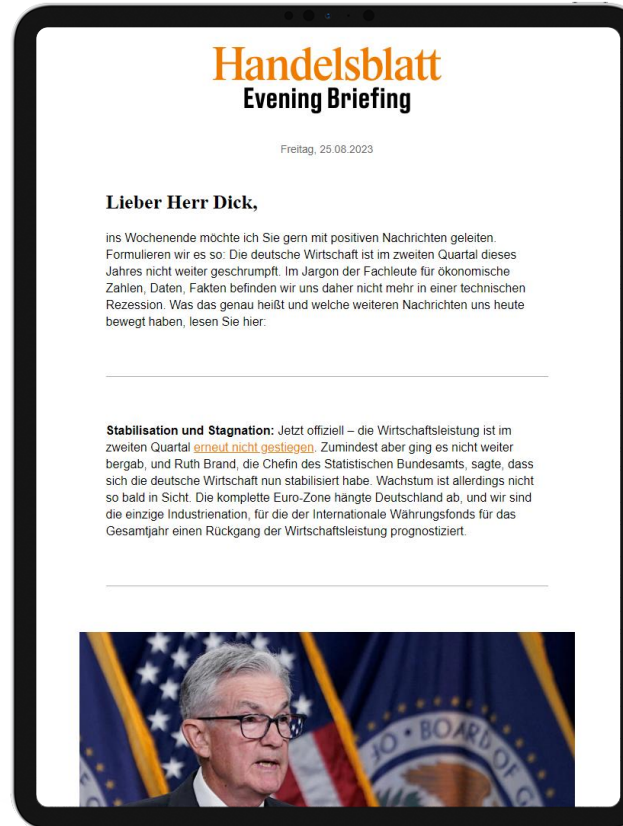 Handelsblatt
Evening Briefing
Freitag, 25.08.2023
Lieber Herr Dick,
ins Wochenende möchte ich Sie gern mit positiven Nachrichten geleiten.
Formulieren wir es so: Die deutsche Wirtschaft ist im zweiten Quartal dieses
Jahres nicht weiter geschrumpft. Im Jargon der Fachleute für ökonomische
Zahlen, Daten, Fakten befinden wir uns daher nicht mehr in einer technischen
Rezession. Was das genau heißt und welche weiteren Nachrichten uns heute
bewegt haben, lesen Sie hier:
Stabilisation und Stagnation: Jetzt offiziell – die Wirtschaftsleistung ist im
zweiten Quartal erneut nicht gestiegen. Zumindest aber ging es nicht weiter
bergab, und Ruth Brand, die Chefin des Statistischen Bundesamts, sagte, dass
sich die deutsche Wirtschaft nun stabilisiert habe. Wachstum ist allerdings nicht
so bald in Sicht. Die komplette Euro-Zone hängte Deutschland ab, und wir sind
die einzige Industrienation, für die der Internationale Währungsfonds für das
Gesamtjahr einen Rückgang der Wirtschaftsleistung prognostiziert.
BOARD OF G